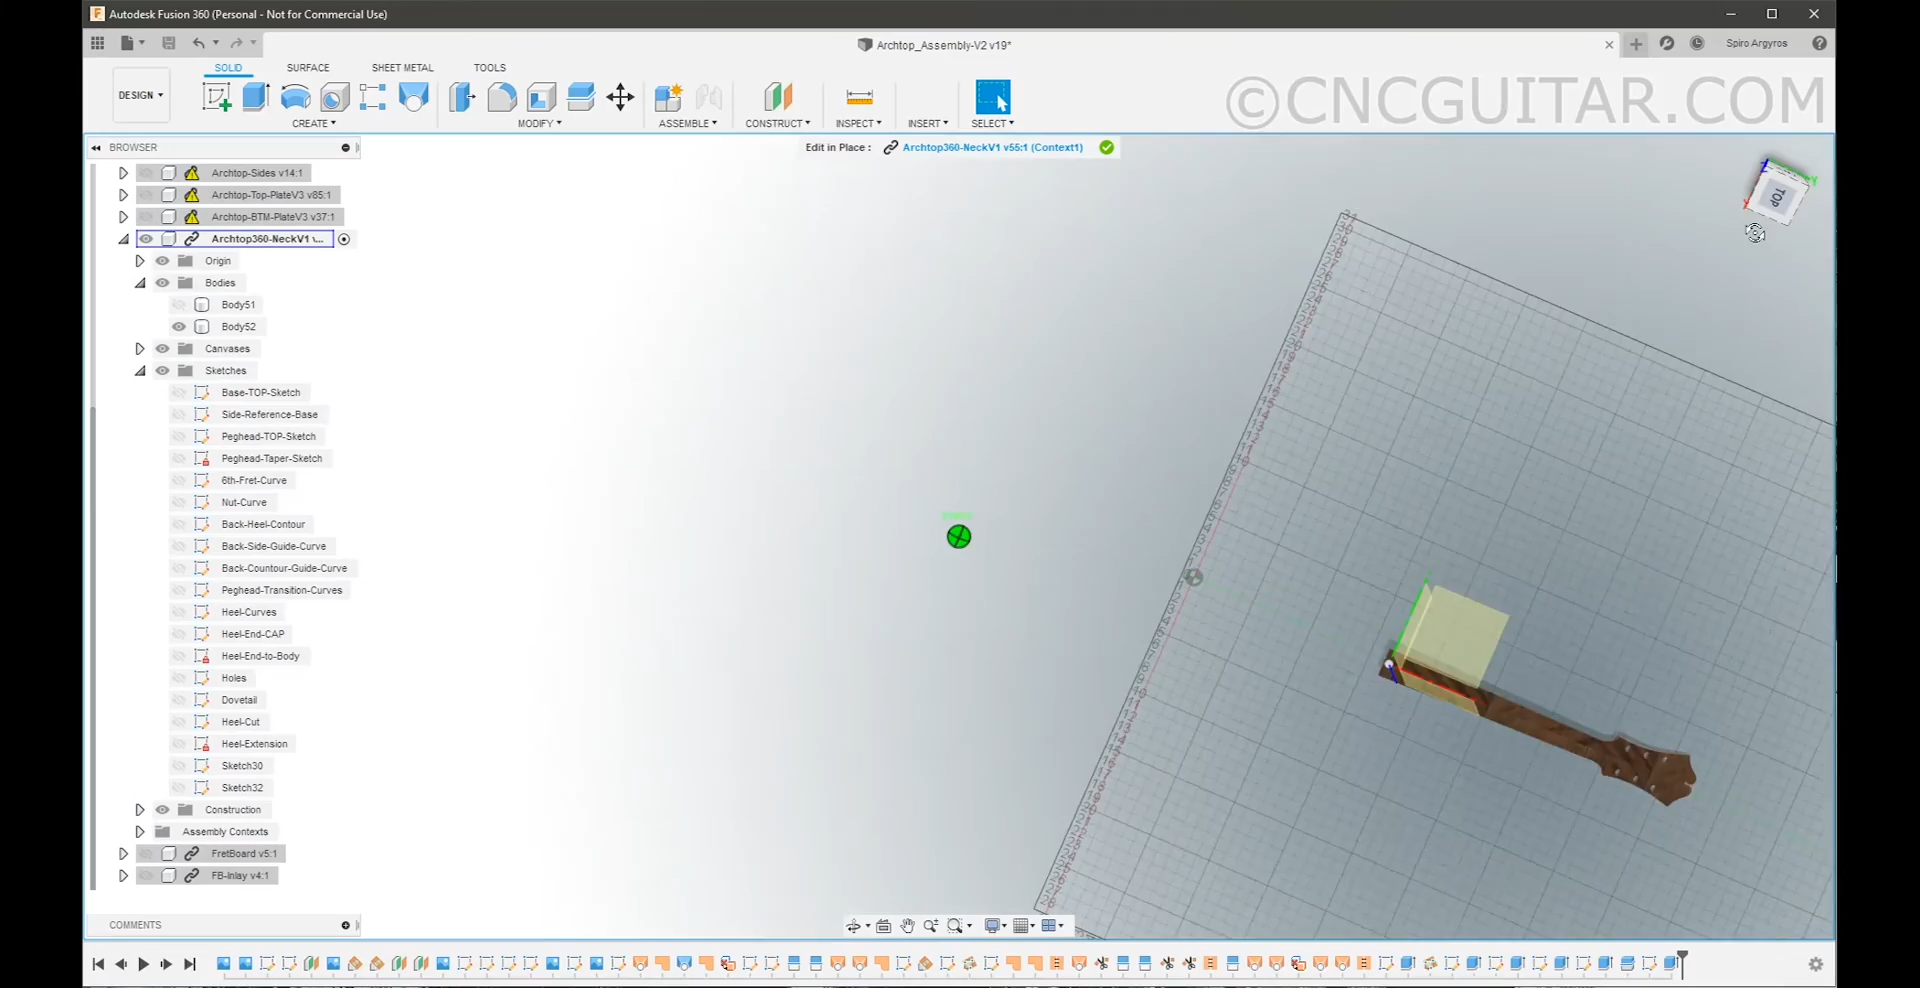 Autodesk Fusion 360 (Personal - Not for Commercial Use)
Archtop_Assembly-V2 v19*
Spiro Argyros
SOLID SURFACE SHEET METAL TOOLS
DESIGN
CREATE MODIFY ASSEMBLE CONSTRUCT INSPECT INSERT SELECT
©CNCGUITAR.COM
BROWSER
Edit in Place : Archtop360-NeckV1 v55:1 (Context1)
Archtop-Sides v14:1
Archtop-Top-PlateV3 v85:1
Archtop-BTM-PlateV3 v37:1
Archtop360-NeckV1 v...
Origin
Bodies
Body51
Body52
Canvases
Sketches
Base-TOP-Sketch
Side-Reference-Base
Peghead-TOP-Sketch
Peghead-Taper-Sketch
6th-Fret-Curve
Nut-Curve
Back-Heel-Contour
Back-Side-Guide-Curve
Back-Countour-Guide-Curve
Peghead-Transition-Curves
Heel-Curves
Heel-End-CAP
Heel-End-to-Body
Holes
Dovetail
Heel-Cut
Heel-Extension
Sketch30
Sketch32
Construction
Assembly Contexts
FretBoard v5:1
FB-Inlay v4:1
COMMENTS
TOP
Z
Y